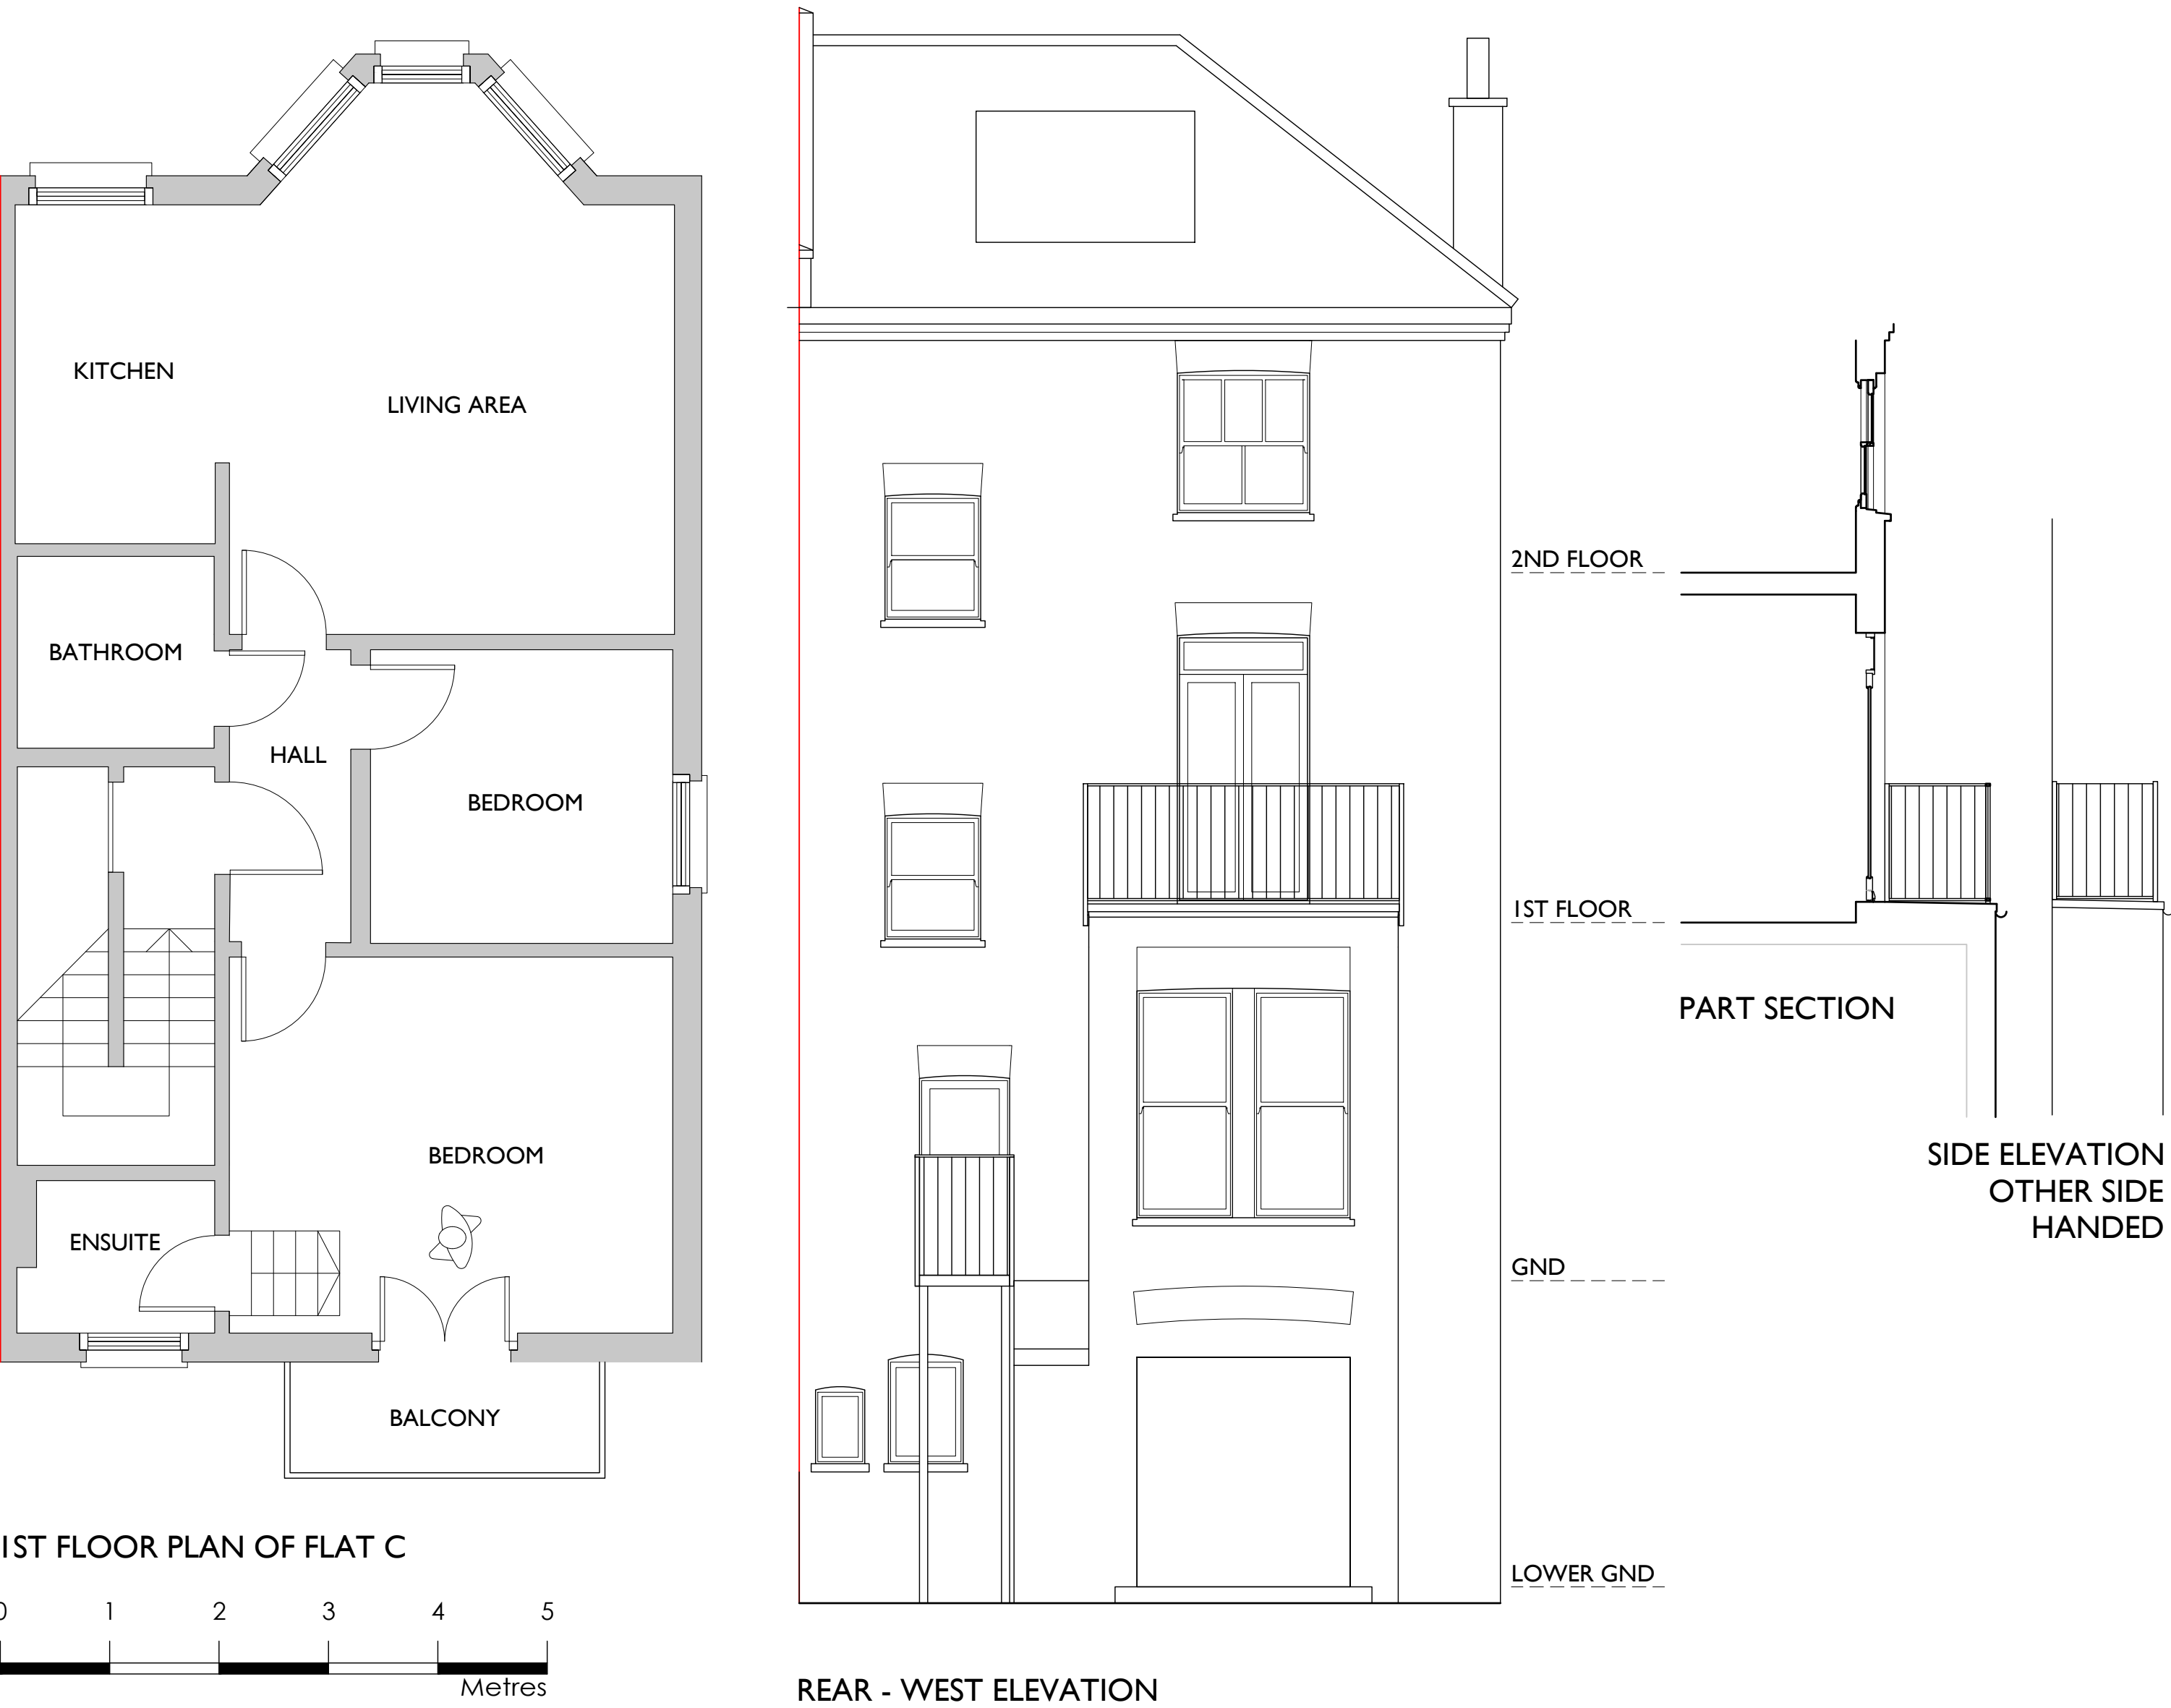 KITCHEN
LIVING AREA
BATHROOM
HALL
BEDROOM
BEDROOM
ENSUITE
BALCONY
1ST FLOOR PLAN OF FLAT C
0 1 2 3 4 5
Metres
2ND FLOOR
1ST FLOOR
GND
LOWER GND
REAR - WEST ELEVATION
PART SECTION
SIDE ELEVATION
OTHER SIDE
HANDED